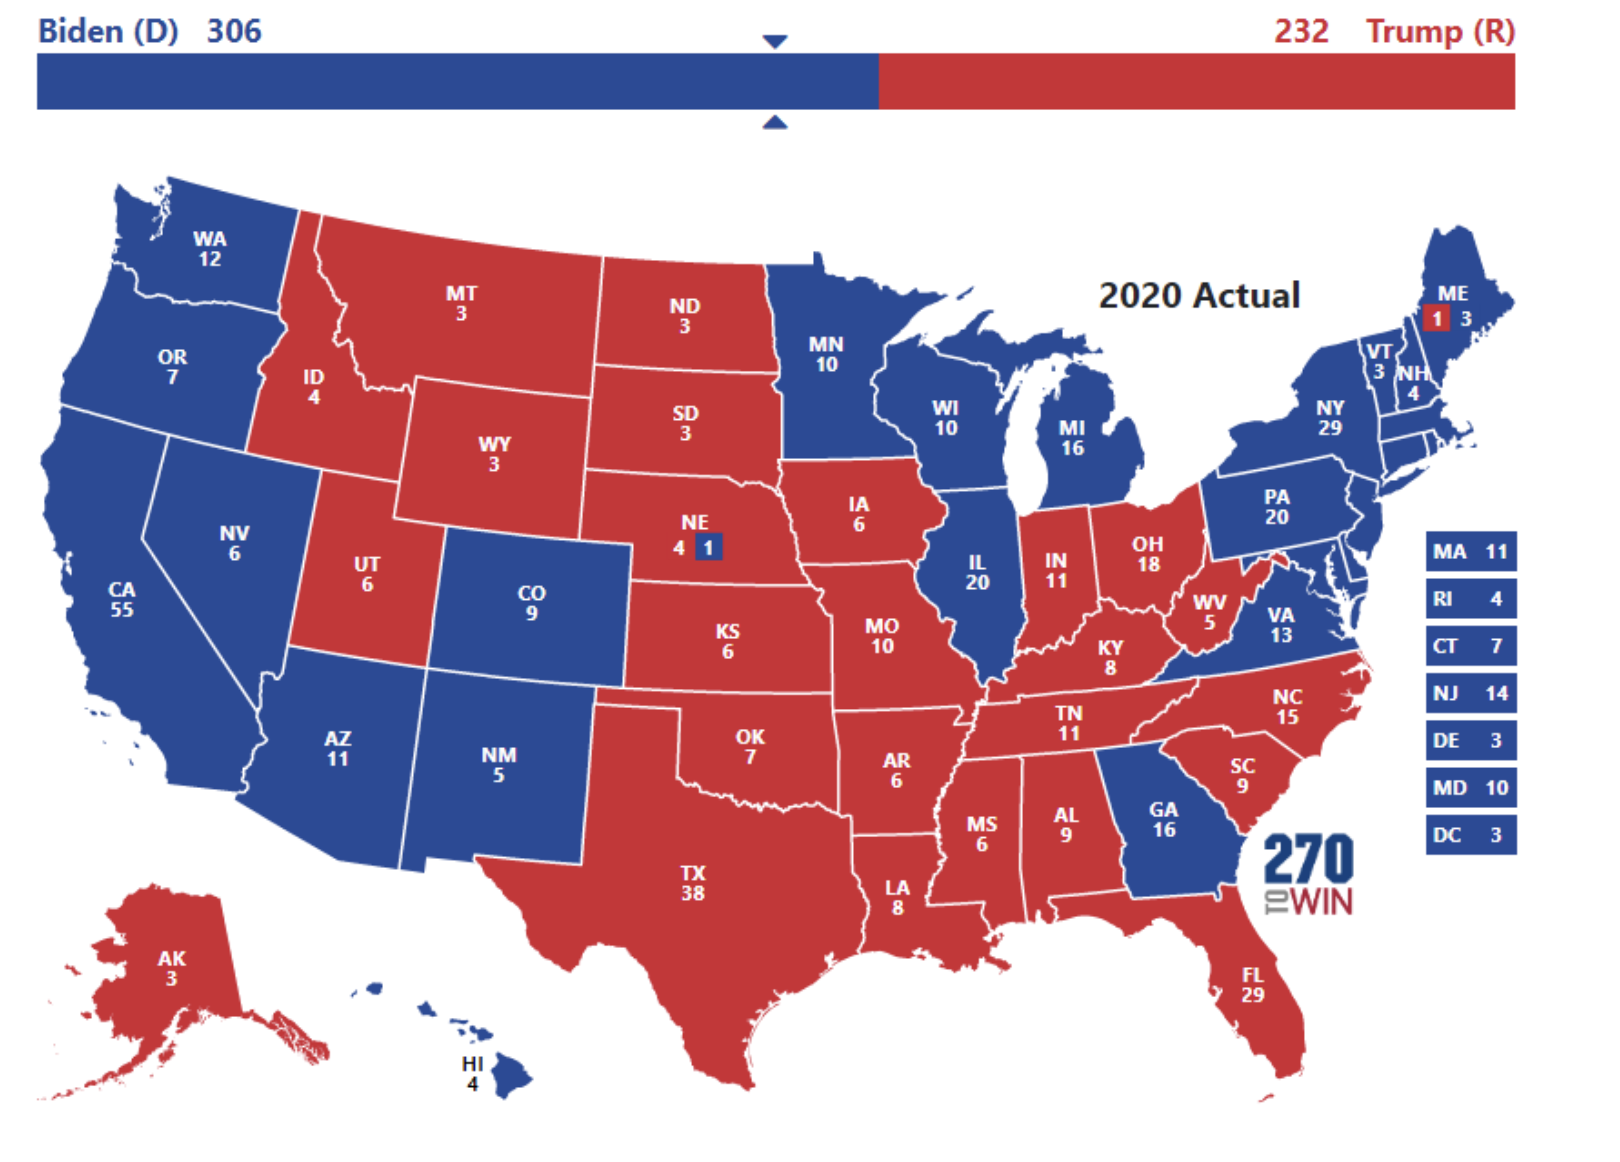 Biden (D) 306
232 Trump (R)
2020 Actual
WA
12
OR
7
CA
55
NV
6
ID
4
MT
3
WY
3
UT
6
AZ
11
CO
9
NM
5
ND
3
SD
3
NE
4 1
KS
6
OK
7
TX
38
MN
10
IA
6
MO
10
AR
6
LA
8
WI
10
IL
20
MI
16
IN
11
OH
18
KY
8
TN
11
MS
6
AL
9
GA
16
FL
29
SC
9
NC
15
VA
13
WV
5
PA
20
NY
29
VT
3
NH
4
ME
1 3
MA 11
RI 4
CT 7
NJ 14
DE 3
MD 10
DC 3
AK
3
HI
4
270
TO WIN